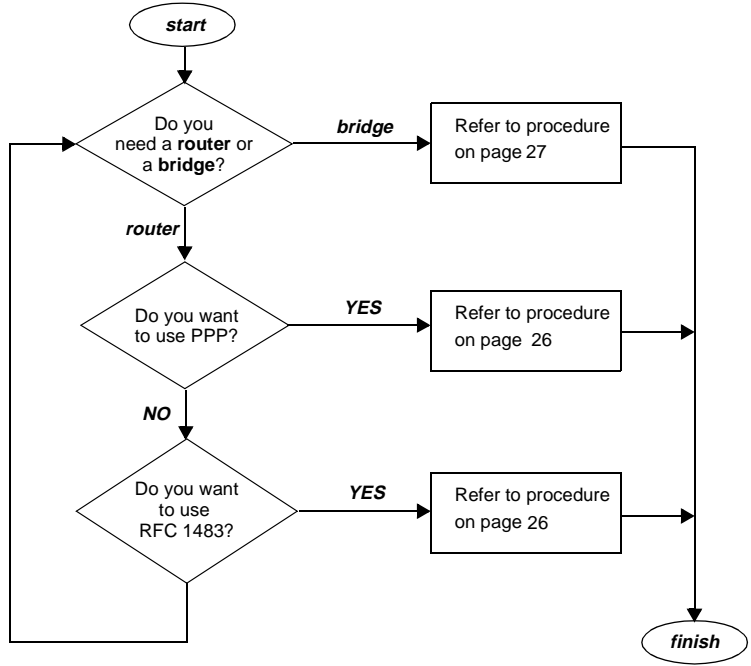 start
Do you
need a router or
a bridge?
bridge
Refer to procedure
on page 27
router
Do you want
to use PPP?
YES
Refer to procedure
on page 26
NO
Do you want
to use
RFC 1483?
YES
Refer to procedure
on page 26
finish